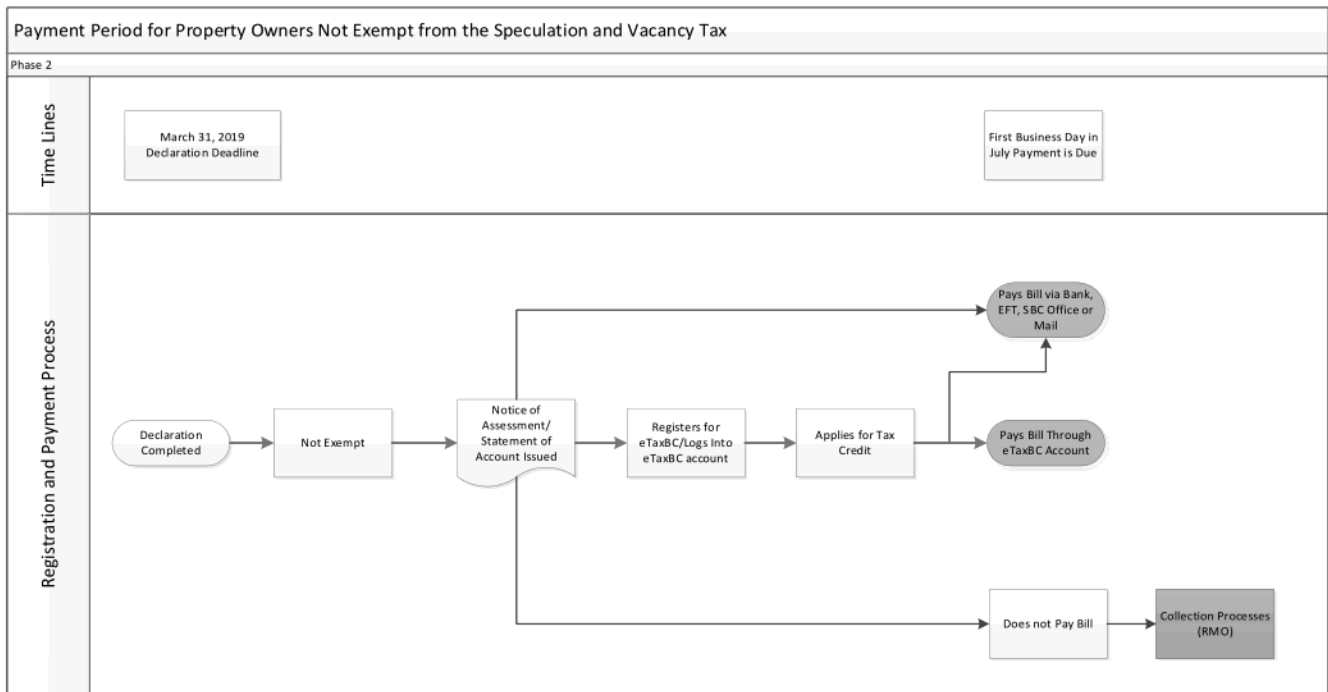 Payment Period for Property Owners Not Exempt from the Speculation and Vacancy Tax
Phase 2
Time Lines
March 31, 2019
Declaration Deadline
First Business Day in
July Payment is Due
Registration and Payment Process
Pays Bill via Bank,
EFT, SBC Office or
Mail
Declaration
Completed
Not Exempt
Notice of
Assessment/
Statement of
Account Issued
Registers for
eTaxBC/Logs Into
eTaxBC account
Applies for Tax
Credit
Pays Bill Through
eTaxBC Account
Does not Pay Bill
Collection Processes
(RMO)